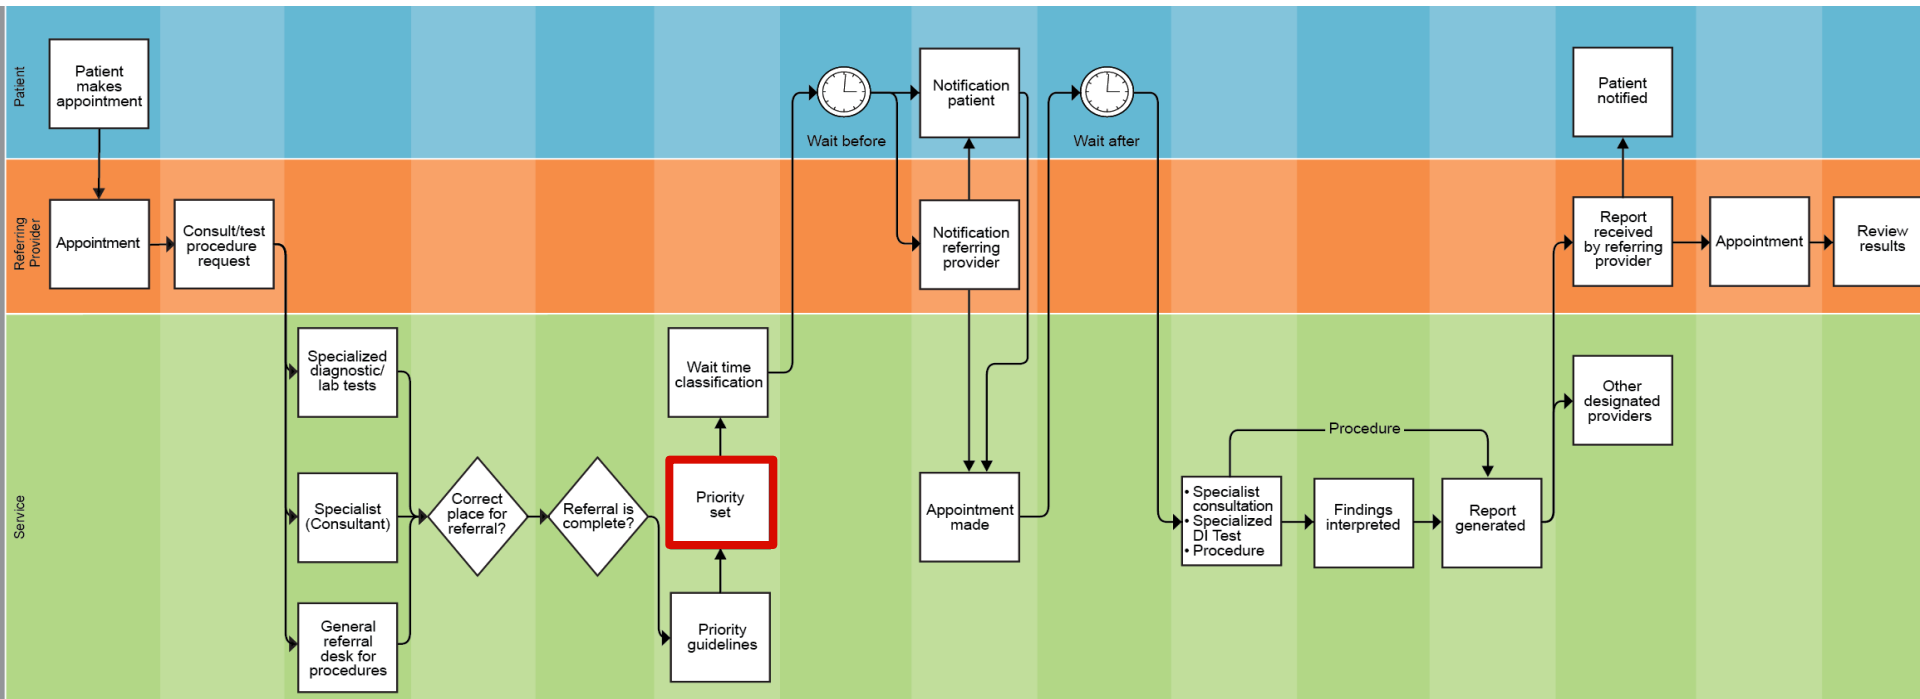 Patient
Patient
makes
appointment
Wait before
Notification
patient
Wait after
Patient
notified
Referring
Provider
Appointment
Consult/test
procedure
request
Notification
referring
provider
Report
received
by referring
provider
Appointment
Review
results
Service
Specialized
diagnostic/
lab tests
Specialist
(Consultant)
General
referral
desk for
procedures
Correct
place for
referral?
Referral is
complete?
Wait time
classification
Priority
set
Priority
guidelines
Appointment
made
Procedure
• Specialist
consultation
• Specialized
DI Test
• Procedure
Findings
interpreted
Report
generated
Other
designated
providers